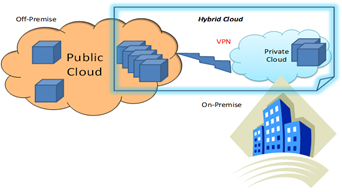 Off-Premise
Hybrid Cloud
Public
Cloud
VPN
Private
Cloud
On-Premise